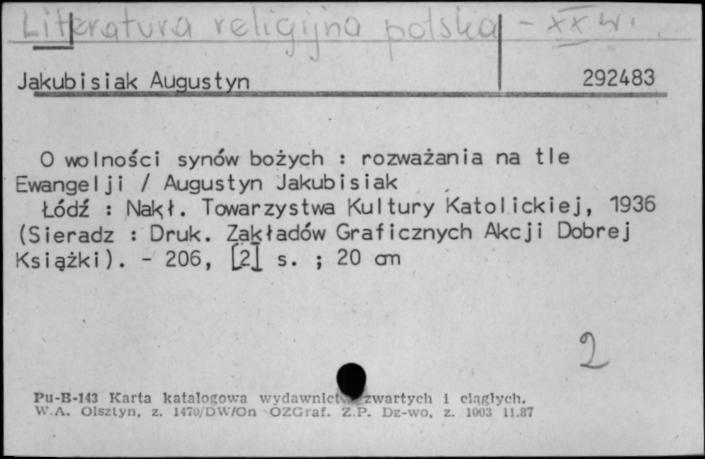 Literatura religijna polska - XX w.
Jakubisiak Augustyn 292483
O wolności synów bożych : rozważania na tle
Ewangelji / Augustyn Jakubisiak
Łódź : Nakł. Towarzystwa Kultury Katolickiej, 1936
(Sieradz : Druk. Zakładów Graficznych Akcji Dobrej
Książki). - 206, [2] s. ; 20 cm
2
Pu-B-143 Karta katalogowa wydawnict zwartych i ciągłych.
W.A. Olsztyn, z. 1470/DW/On OZGraf. Z.P. Dz-wo, z. 1003 11.87